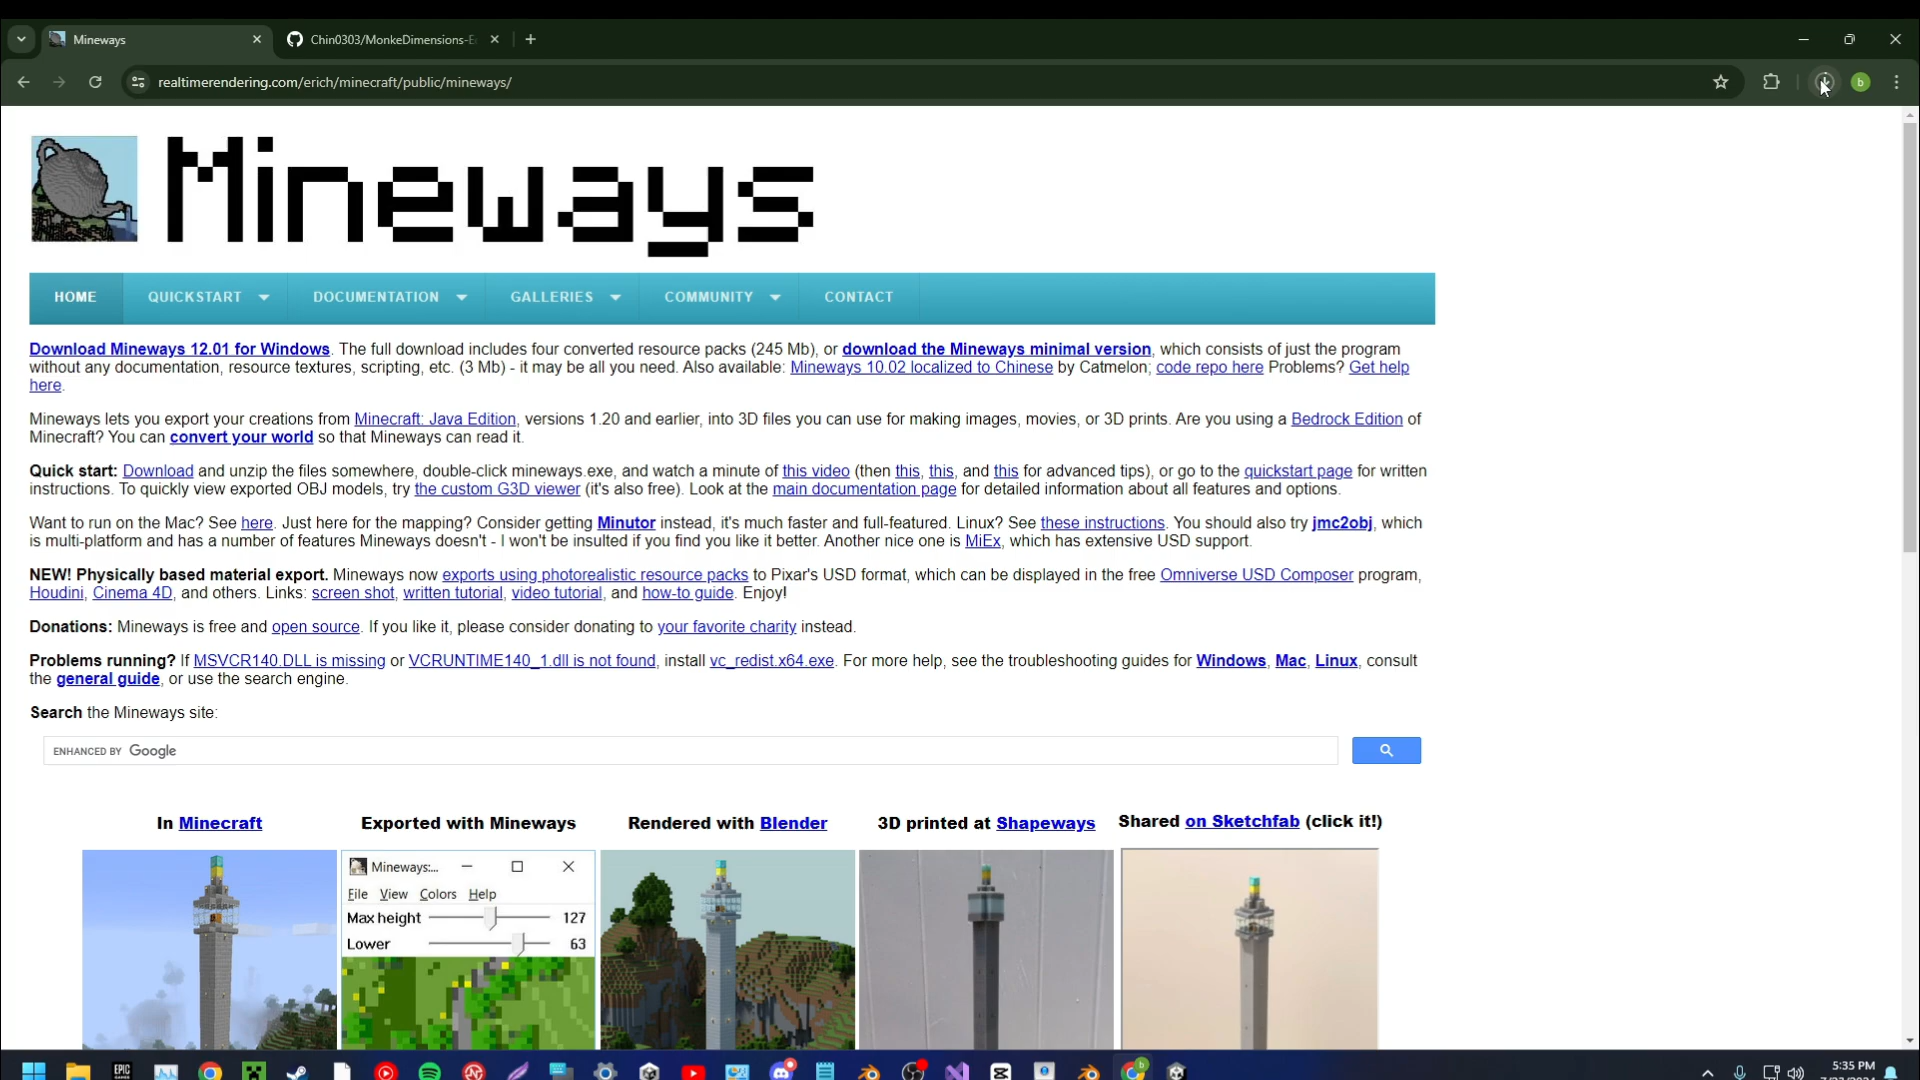 Mineways
Chin0303/MonkeDimensions-E
realtimerendering.com/erich/minecraft/public/mineways/
b
Mineways
HOME
QUICKSTART
DOCUMENTATION
GALLERIES
COMMUNITY
CONTACT
Download Mineways 12.01 for Windows. The full download includes four converted resource packs (245 Mb), or download the Mineways minimal version, which consists of just the program
without any documentation, resource textures, scripting, etc. (3 Mb) - it may be all you need. Also available: Mineways 10.02 localized to Chinese by Catmelon; code repo here Problems? Get help
here.
Mineways lets you export your creations from Minecraft: Java Edition, versions 1.20 and earlier, into 3D files you can use for making images, movies, or 3D prints. Are you using a Bedrock Edition of
Minecraft? You can convert your world so that Mineways can read it.
Quick start: Download and unzip the files somewhere, double-click mineways.exe, and watch a minute of this video (then this, this, and this for advanced tips), or go to the quickstart page for written
instructions. To quickly view exported OBJ models, try the custom G3D viewer (it's also free). Look at the main documentation page for detailed information about all features and options.
Want to run on the Mac? See here. Just here for the mapping? Consider getting Minutor instead, it's much faster and full-featured. Linux? See these instructions. You should also try jmc2obj, which
is multi-platform and has a number of features Mineways doesn't - I won't be insulted if you find you like it better. Another nice one is MiEx, which has extensive USD support.
NEW! Physically based material export. Mineways now exports using photorealistic resource packs to Pixar's USD format, which can be displayed in the free Omniverse USD Composer program,
Houdini, Cinema 4D, and others. Links: screen shot, written tutorial, video tutorial, and how-to guide. Enjoy!
Donations: Mineways is free and open source. If you like it, please consider donating to your favorite charity instead.
Problems running? If MSVCR140.DLL is missing or VCRUNTIME140_1.dll is not found, install vc_redist.x64.exe. For more help, see the troubleshooting guides for Windows, Mac, Linux, consult
the general guide, or use the search engine.
Search the Mineways site:
ENHANCED BY Google
In Minecraft
Exported with Mineways
Rendered with Blender
3D printed at Shapeways
Shared on Sketchfab (click it!)
Mineways:...
File View Colors Help
Max height 127
Lower 63
EPIC
b
5:35 PM